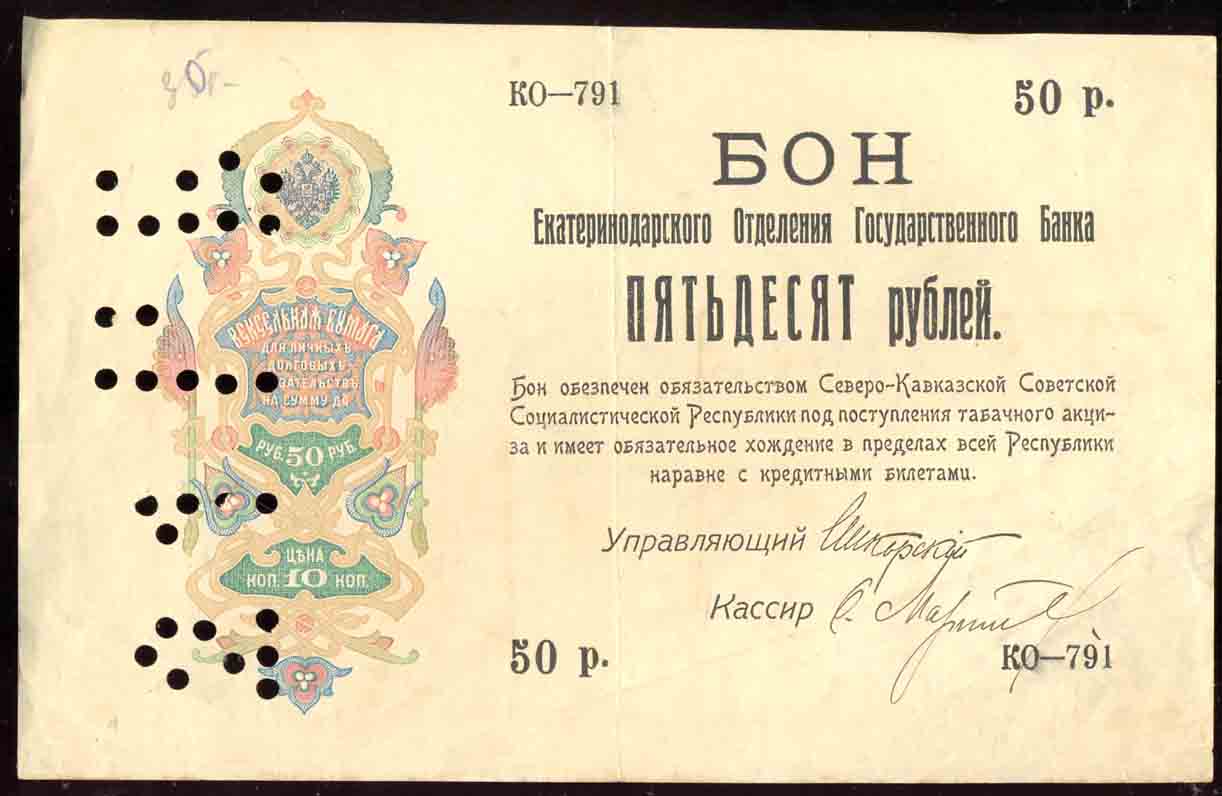 КО—791
50 р.
БОН
Екатеринодарского Отделения Государственного Банка
ПЯТЬДЕСЯТ рублей.
Бон обезпечен обязательством Северо-Кавказской Советской
Социалистической Республики под поступления табачного акци-
за и имеет обязательное хождение в пределах всей Республики
наравне с кредитными билетами.
Управляющий
Кассир
50 р.
КО—791
ВЕКСЕЛЬНАЯ БУМАГА
ДЛЯ ЛИЧНЫХЪ
ДОЛГОВЫХЪ
НА СУММУ ДО
РУБ. 50 РУБ.
ЦѢНА
КОП. 10 КОП.